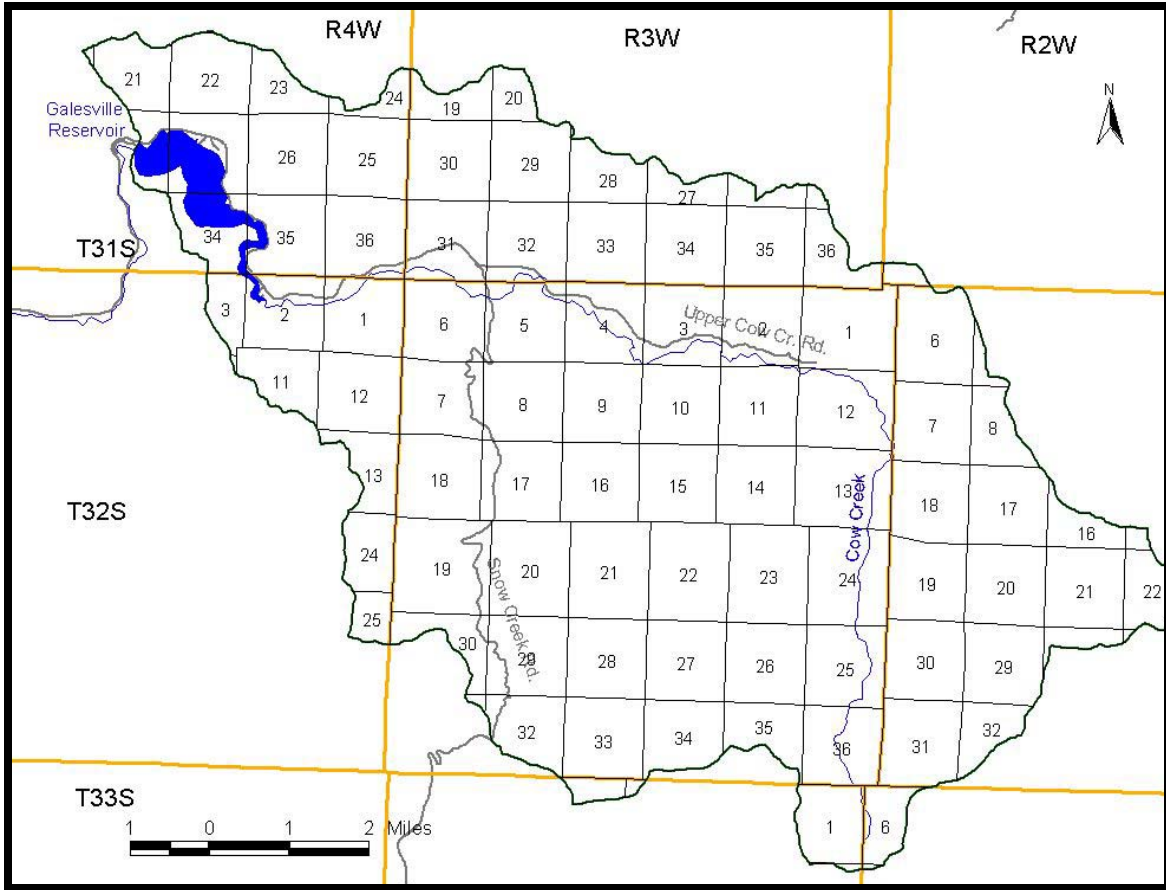 R4W
R3W
R2W
N
21 22 23 24 19 20
Galesville
Reservoir
26 25 30 29 28 27
T31S
34 35 36 31 32 33 34 35 36
3 2 1 6 5 4 3 2 1 6
Upper Cow Cr. Rd.
11 12 7 8 9 10 11 12 7 8
T32S
13 18 17 16 15 14 13 18 17 16
Cow Creek
24 19 20 21 22 23 24 19 20 21 22
Snow Creek Rd.
25 30 29 28 27 26 25 30 29
32 33 34 35 36 31 32
T33S
1 0 1 2 Miles
1 6